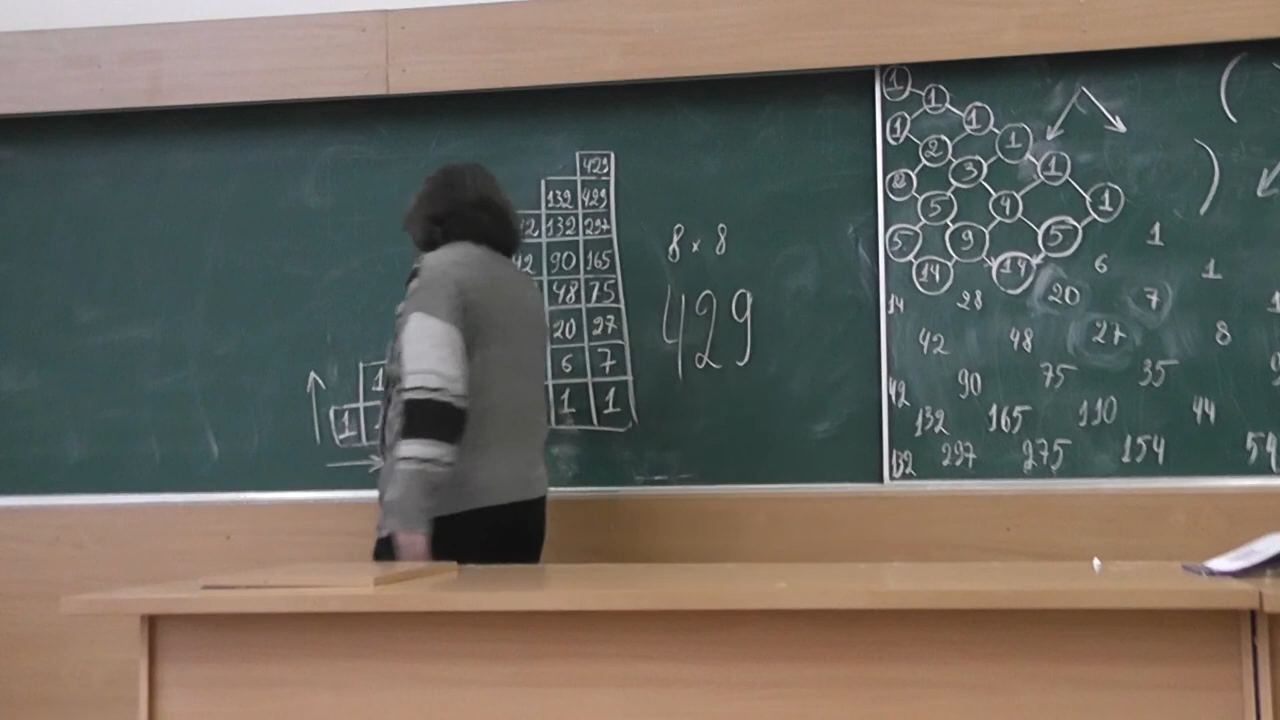 429
132 429
12 132 297
42 90 165
48 75
20 27
6 7
1
1 1 1
8 × 8
429
1
1
1 1
1
2 1
3 1
2
5 4 1
5 9 5 1
14 14 6 1
14 28 20 7
42 48 27 8
42 90 75 35
132 165 110 44
132 297 275 154 54
( )